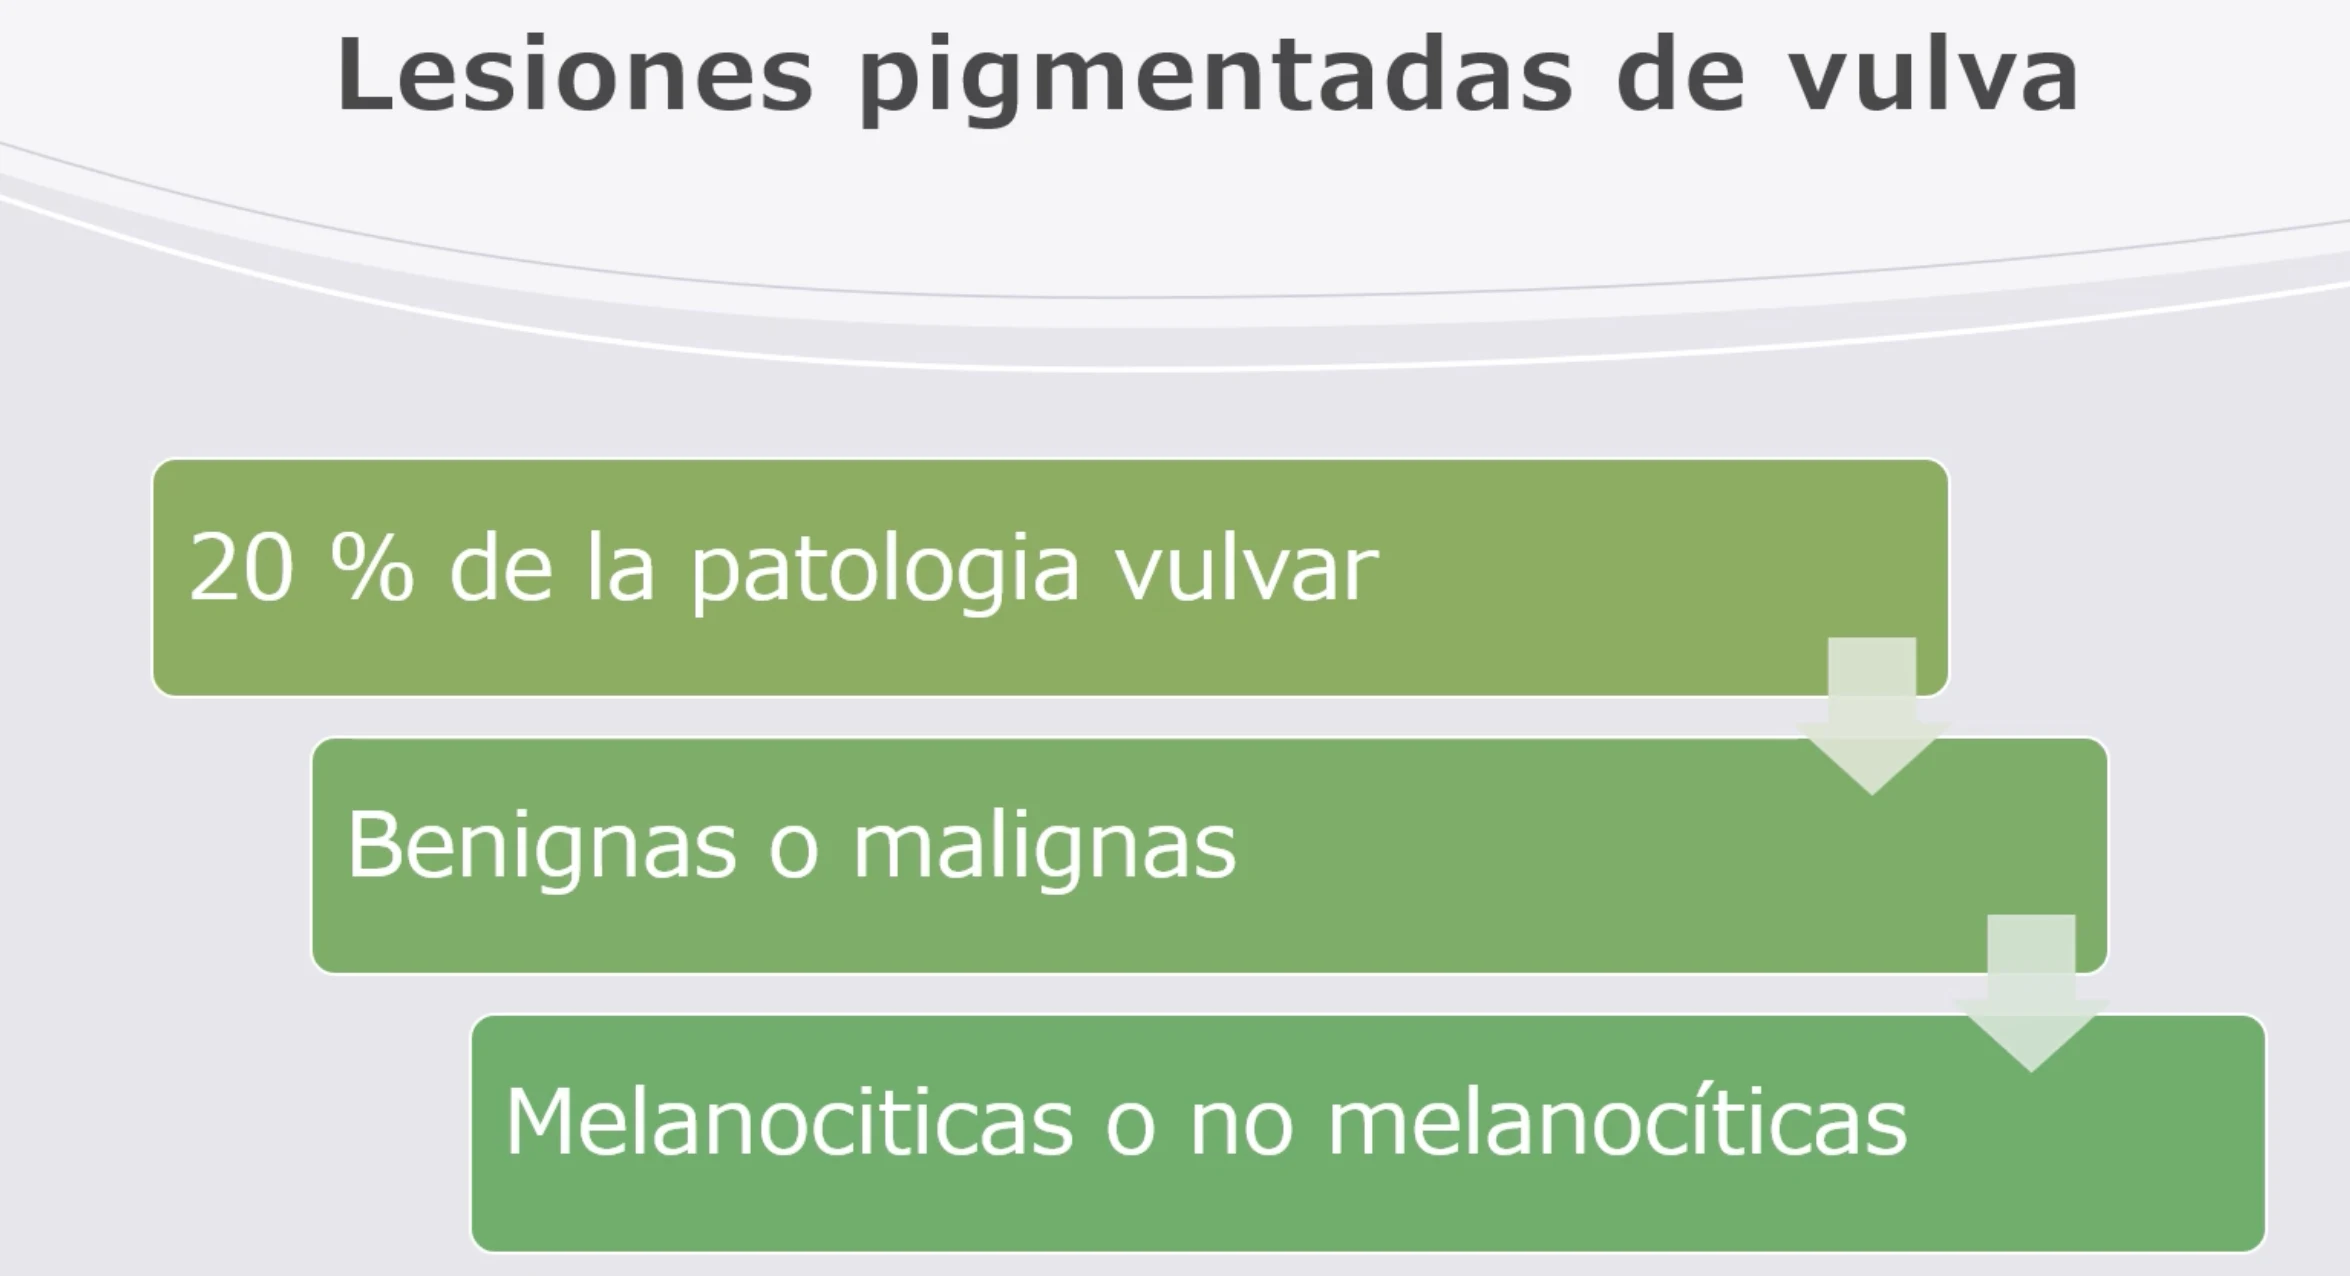 Lesiones pigmentadas de vulva
20 % de la patologia vulvar
Benignas o malignas
Melanociticas o no melanocíticas